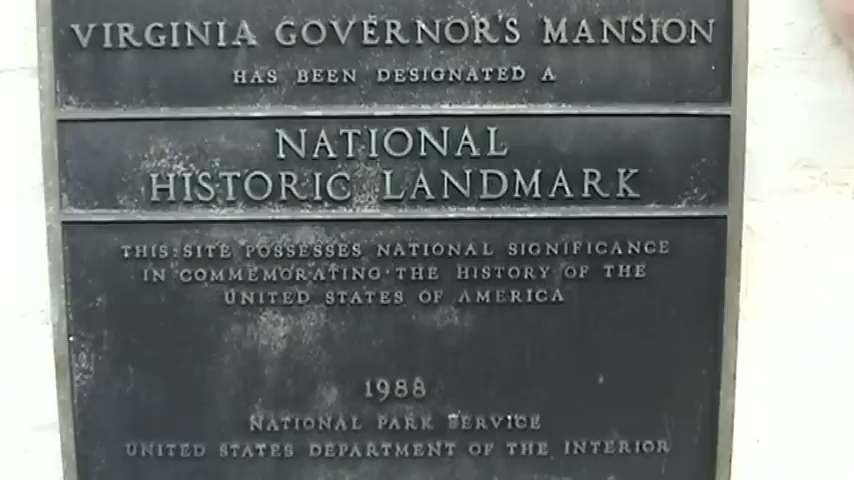 VIRGINIA GOVERNOR'S MANSION
HAS BEEN DESIGNATED A
NATIONAL
HISTORIC LANDMARK
THIS SITE POSSESSES NATIONAL SIGNIFICANCE
IN COMMEMORATING THE HISTORY OF THE
UNITED STATES OF AMERICA
1988
NATIONAL PARK SERVICE
UNITED STATES DEPARTMENT OF THE INTERIOR